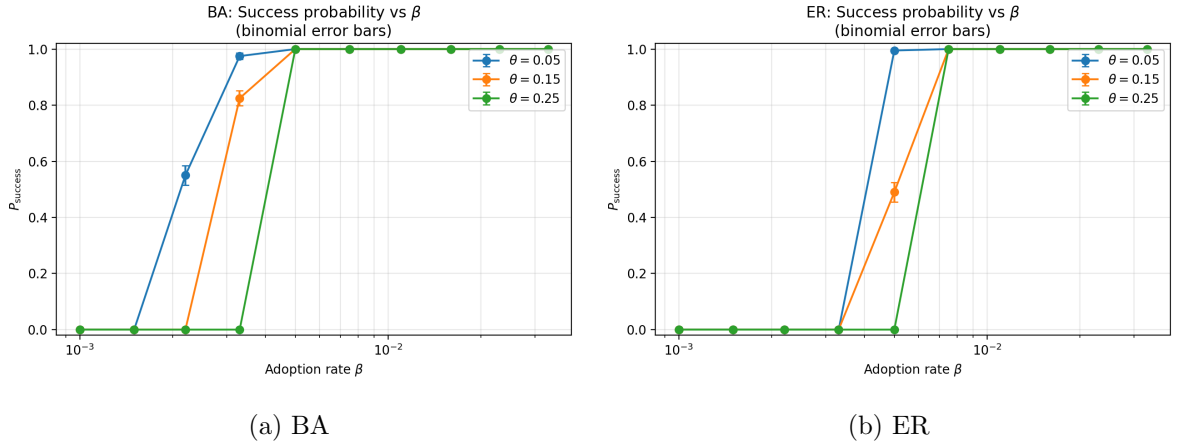 BA: Success probability vs β
(binomial error bars)
1.0
0.8
0.6
0.4
0.2
0.0
P_success
10⁻³
10⁻²
Adoption rate β
θ = 0.05
θ = 0.15
θ = 0.25
(a) BA
ER: Success probability vs β
(binomial error bars)
1.0
0.8
0.6
0.4
0.2
0.0
P_success
10⁻³
10⁻²
Adoption rate β
θ = 0.05
θ = 0.15
θ = 0.25
(b) ER